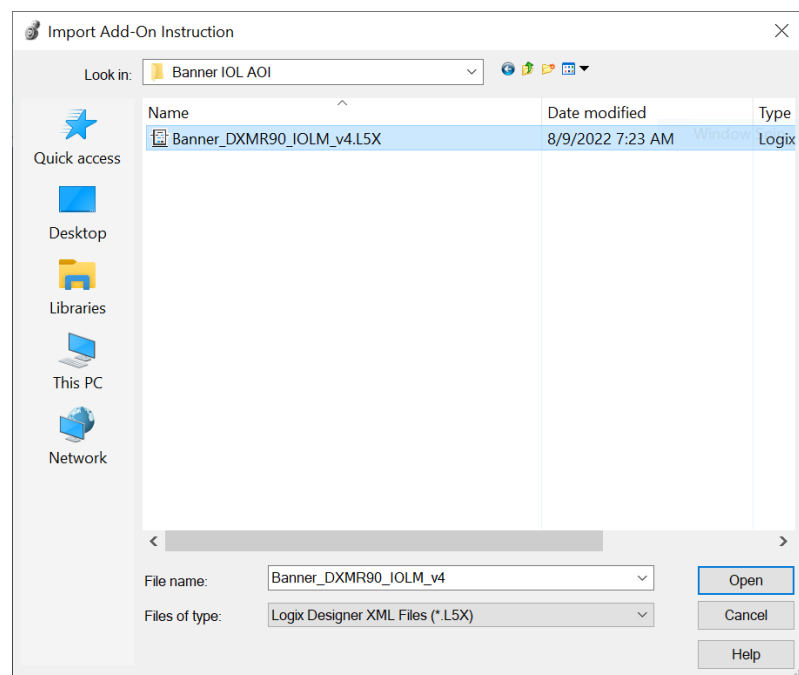 Import Add-On Instruction
Look in: Banner IOL AOI
Name Date modified Type
Banner_DXMR90_IOLM_v4.L5X 8/9/2022 7:23 AM Logix
Quick access
Desktop
Libraries
This PC
Network
File name: Banner_DXMR90_IOLM_v4 Open
Files of type: Logix Designer XML Files (*.L5X) Cancel
Help